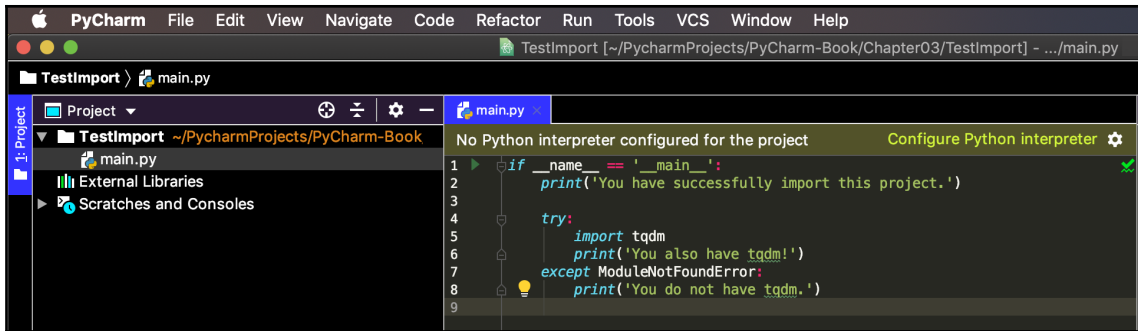 PyCharm File Edit View Navigate Code Refactor Run Tools VCS Window Help
TestImport [~/PycharmProjects/PyCharm-Book/Chapter03/TestImport] - .../main.py
TestImport 〉 main.py
1: Project
Project
main.py
TestImport ~/PycharmProjects/PyCharm-Book
main.py
External Libraries
Scratches and Consoles
No Python interpreter configured for the project Configure Python interpreter
1 if __name__ == '__main__':
2     print('You have successfully import this project.')
3
4     try:
5         import tqdm
6         print('You also have tqdm!')
7     except ModuleNotFoundError:
8         print('You do not have tqdm.')
9